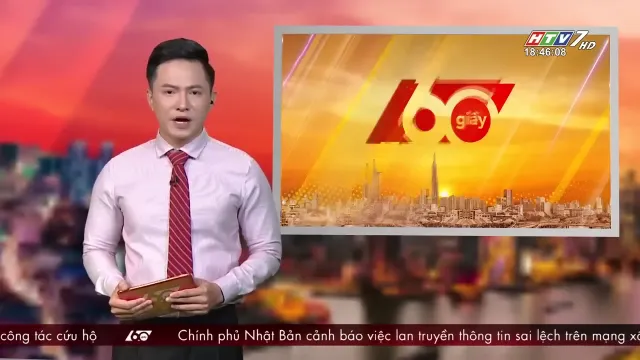 HTV7 HD
18:46:08
60 giây
công tác cứu hộ 60 Chính phủ Nhật Bản cảnh báo việc lan truyền thông tin sai lệch trên mạng x